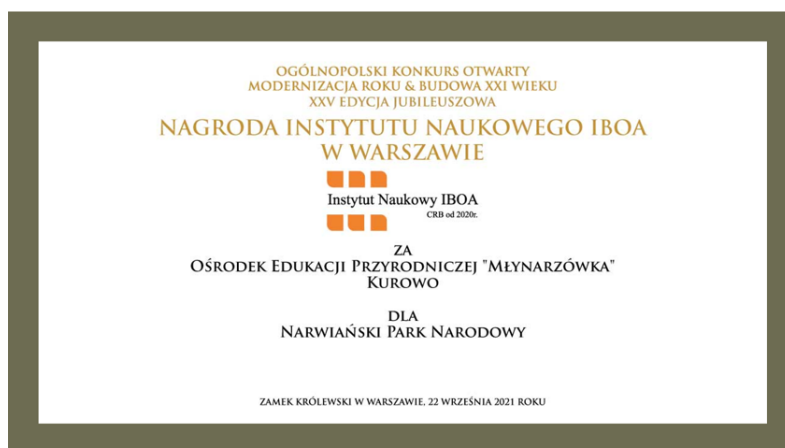 OGÓLNOPOLSKI KONKURS OTWARTY
MODERNIZACJA ROKU & BUDOWA XXI WIEKU
XXV EDYCJA JUBILEUSZOWA
NAGRODA INSTYTUTU NAUKOWEGO IBOA
W WARSZAWIE
Instytut Naukowy IBOA
CRB od 2020r.
ZA
OŚRODEK EDUKACJI PRZYRODNICZEJ "MŁYNARZÓWKA"
KUROWO
DLA
NARWIAŃSKI PARK NARODOWY
ZAMEK KRÓLEWSKI W WARSZAWIE, 22 WRZEŚNIA 2021 ROKU